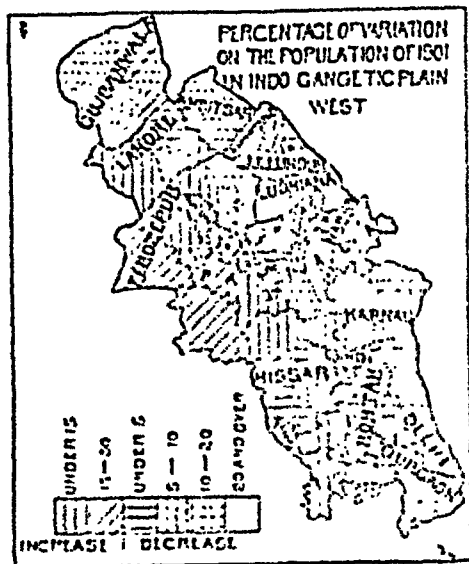 PERCENTAGE OF VARIATION
ON THE POPULATION OF 1901
IN INDO GANGETIC PLAIN
WEST
GUJRANWALA
LAHORE
AMRITSAR
JULLUNDUR
LUDHIANA
FEROZEPUR
KARNAL
HISSAR
ROHTAK
DELHI
GURGAON
UNDER 15
15—20
UNDER 5
5—10
10—20
20 AND OVER
INCREASE DECREASE